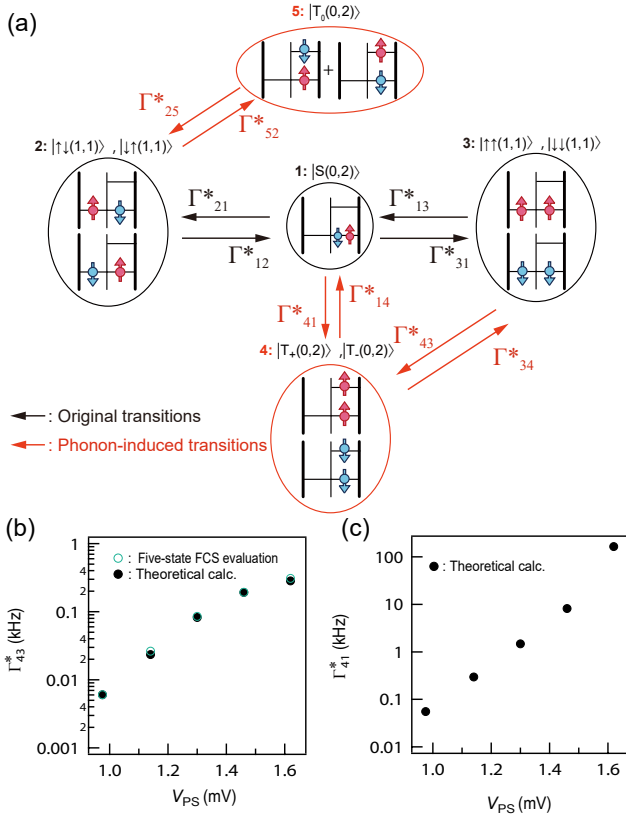 (a)
5: |T₀(0,2)⟩
Γ*₂₅
Γ*₅₂
2: |↑↓(1,1)⟩ , |↓↑(1,1)⟩
3: |↑↑(1,1)⟩ , |↓↓(1,1)⟩
1: |S(0,2)⟩
Γ*₂₁
Γ*₁₃
Γ*₁₂
Γ*₃₁
Γ*₄₁
Γ*₁₄
Γ*₄₃
Γ*₃₄
4: |T₊(0,2)⟩ ,|T-(0,2)⟩
: Original transitions
: Phonon-induced transitions
(b)
: Five-state FCS evaluation
: Theoretical calc.
Γ*₄₃ (kHz)
1
4
2
0.1
4
2
0.01
4
2
0.001
1.0 1.2 1.4 1.6
V_PS (mV)
(c)
: Theoretical calc.
Γ*₄₁ (kHz)
100
10
1
0.1
0.01
1.0 1.2 1.4 1.6
V_PS (mV)